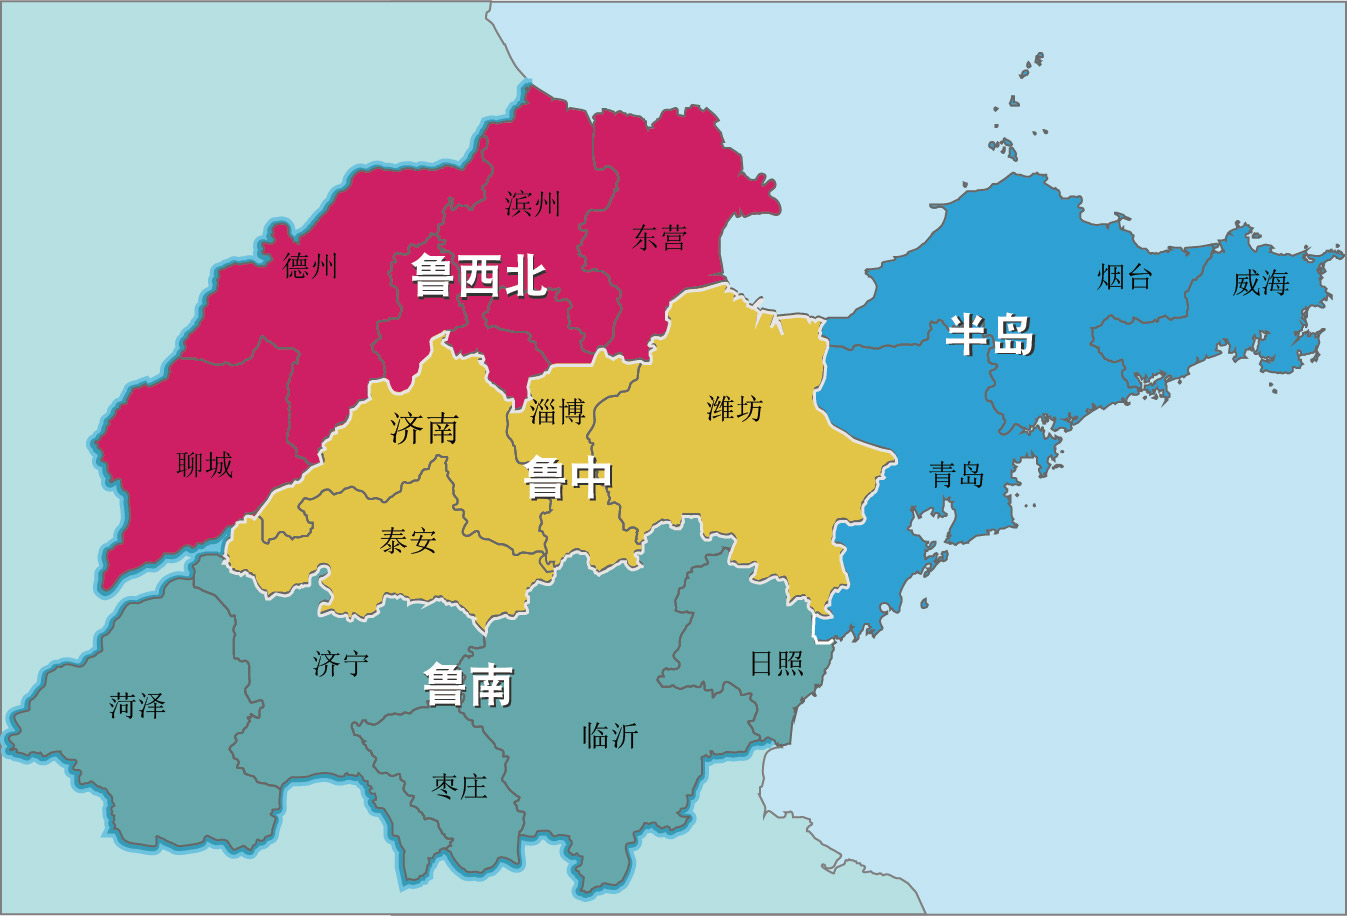 滨州
东营
德州
鲁西北
烟台
威海
半岛
淄博
潍坊
济南
聊城
鲁中
青岛
泰安
济宁
日照
鲁南
菏泽
临沂
枣庄